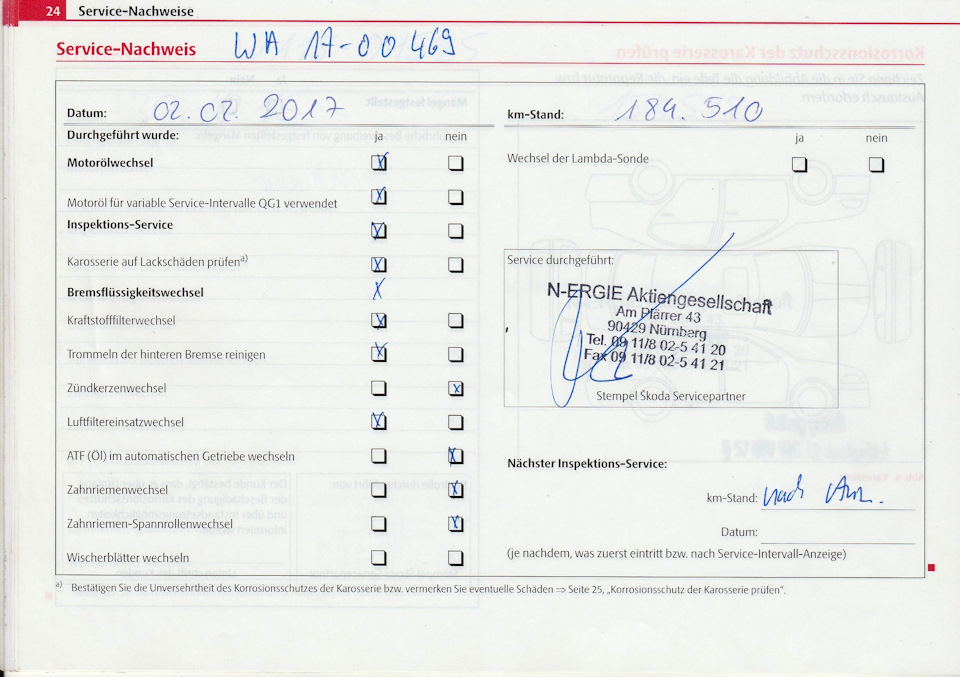 24 Service-Nachweise
Service-Nachweis WA 17-00469
Datum: 02.02.2017
km-Stand: 184.510
Durchgeführt wurde: ja nein
ja nein
Motorölwechsel
Wechsel der Lambda-Sonde
Motoröl für variable Service-Intervalle QG1 verwendet
Inspektions-Service
Karosserie auf Lackschäden prüfen a)
Bremsflüssigkeitswechsel
Kraftstofffilterwechsel
Trommeln der hinteren Bremse reinigen
Zündkerzenwechsel
Luftfiltereinsatzwechsel
ATF (Öl) im automatischen Getriebe wechseln
Zahnriemenwechsel
Zahnriemen-Spannrollenwechsel
Wischerblätter wechseln
Service durchgeführt:
N-ERGIE Aktiengesellschaft
Am Plärrer 43
90429 Nürnberg
Tel. 09 11/8 02-5 41 20
Fax 09 11/8 02-5 41 21
Stempel Škoda Servicepartner
Nächster Inspektions-Service:
km-Stand: nach
Datum:
(je nachdem, was zuerst eintritt bzw. nach Service-Intervall-Anzeige)
a) Bestätigen Sie die Unversehrtheit des Korrosionsschutzes der Karosserie bzw. vermerken Sie eventuelle Schäden ⇒ Seite 25, „Korrosionsschutz der Karosserie prüfen“.